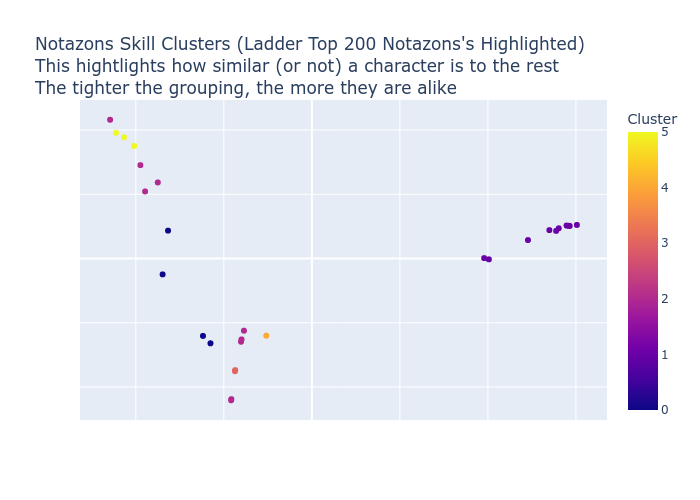 Notazons Skill Clusters (Ladder Top 200 Notazons's Highlighted)
This hightlights how similar (or not) a character is to the rest
The tighter the grouping, the more they are alike
Cluster
5
4
3
2
1
0